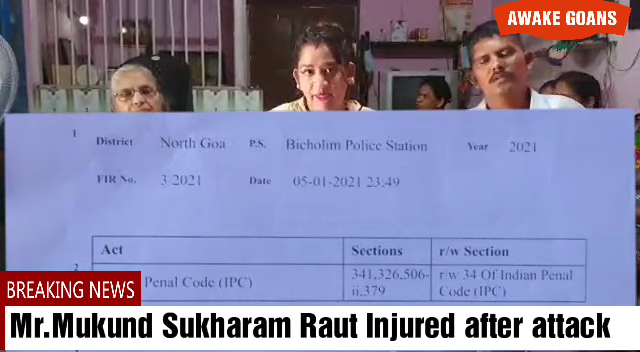 AWAKE GOANS
1
District North Goa P.S. Bicholim Police Station Year 2021
FIR No. 3/2021 Date 05-01-2021 23:49
Act Sections r/w Section
2
Penal Code (IPC) 341,326,506- r/w 34 Of Indian Penal
ii,379 Code (IPC)
BREAKING NEWS
Mr.Mukund Sukharam Raut Injured after attack